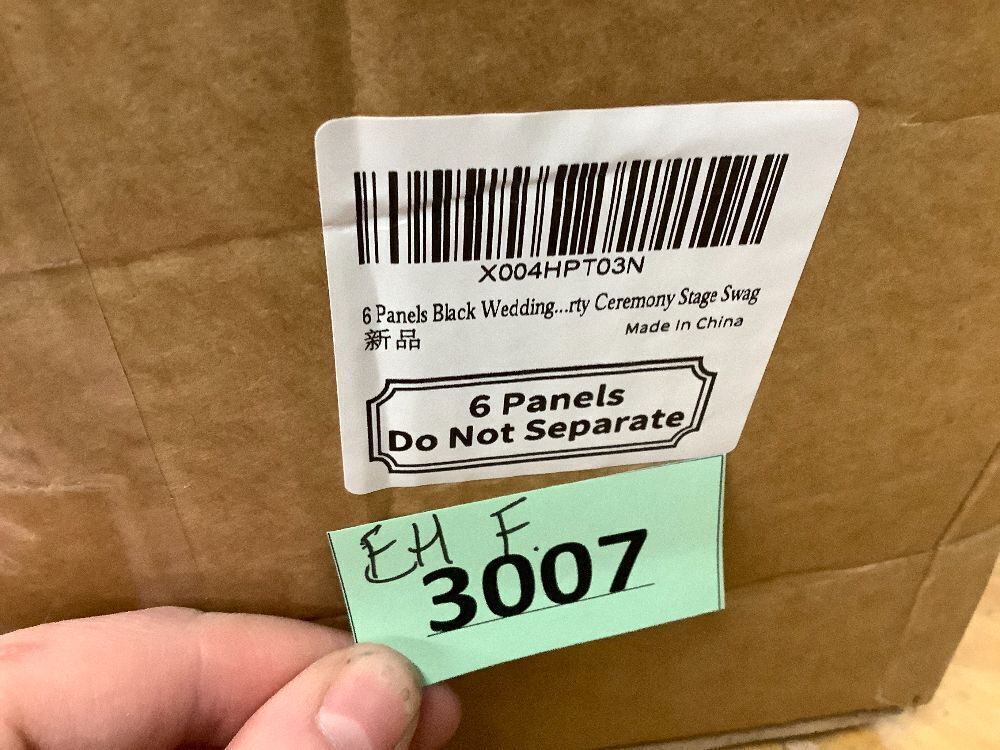 X004HPT03N
6 Panels Black Wedding...rty Ceremony Stage Swag
新品
Made In China
6 Panels
Do Not Separate
EH F.
3007